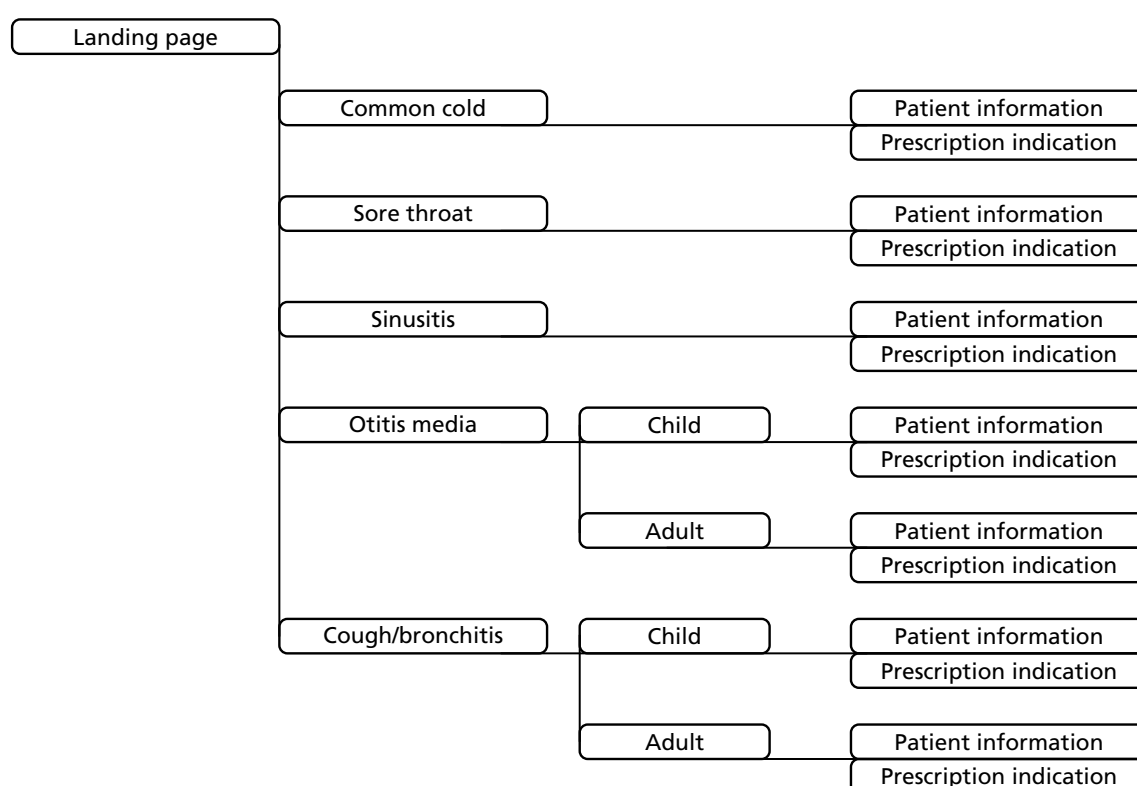 Landing page
Common cold
Patient information
Prescription indication
Sore throat
Patient information
Prescription indication
Sinusitis
Patient information
Prescription indication
Otitis media
Child
Patient information
Prescription indication
Adult
Patient information
Prescription indication
Cough/bronchitis
Child
Patient information
Prescription indication
Adult
Patient information
Prescription indication